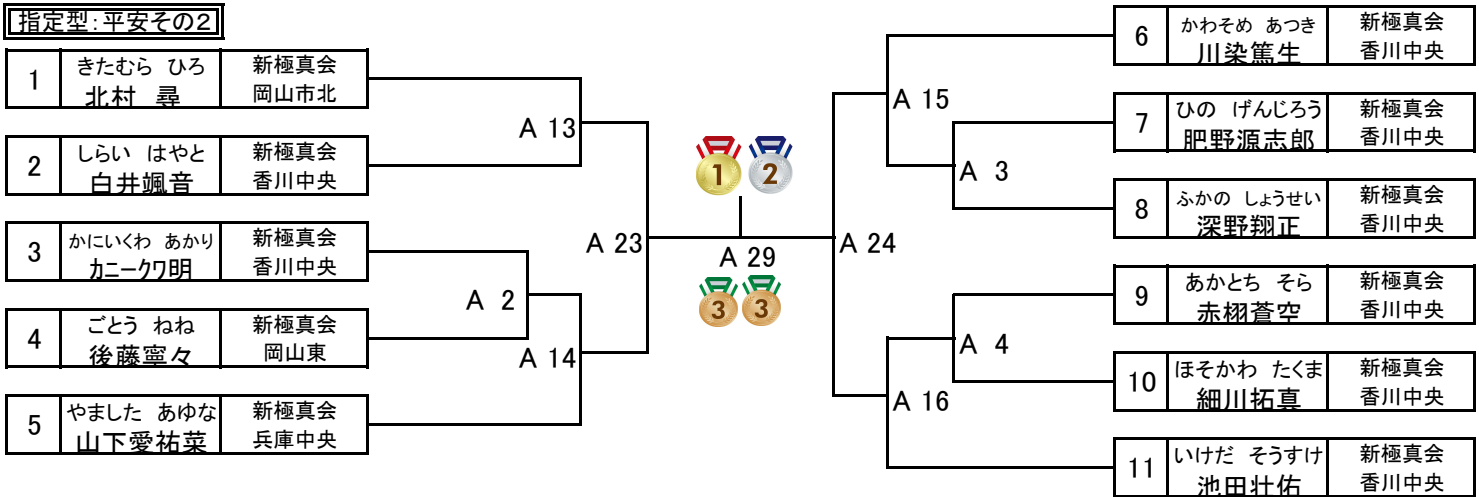 指定型：平安その２
1
きたむら ひろ
北村 尋
新極真会
岡山市北
2
しらい はやと
白井颯音
新極真会
香川中央
3
かにいくわ あかり
カニークワ明
新極真会
香川中央
4
ごとう ねね
後藤寧々
新極真会
岡山東
5
やました あゆな
山下愛祐菜
新極真会
兵庫中央
A 13
A 2
A 14
A 23
1
2
A 29
3
3
A 24
A 15
A 3
A 4
A 16
6
かわそめ あつき
川染篤生
新極真会
香川中央
7
ひの げんじろう
肥野源志郎
新極真会
香川中央
8
ふかの しょうせい
深野翔正
新極真会
香川中央
9
あかとち そら
赤栩蒼空
新極真会
香川中央
10
ほそかわ たくま
細川拓真
新極真会
香川中央
11
いけだ そうすけ
池田壮佑
新極真会
香川中央